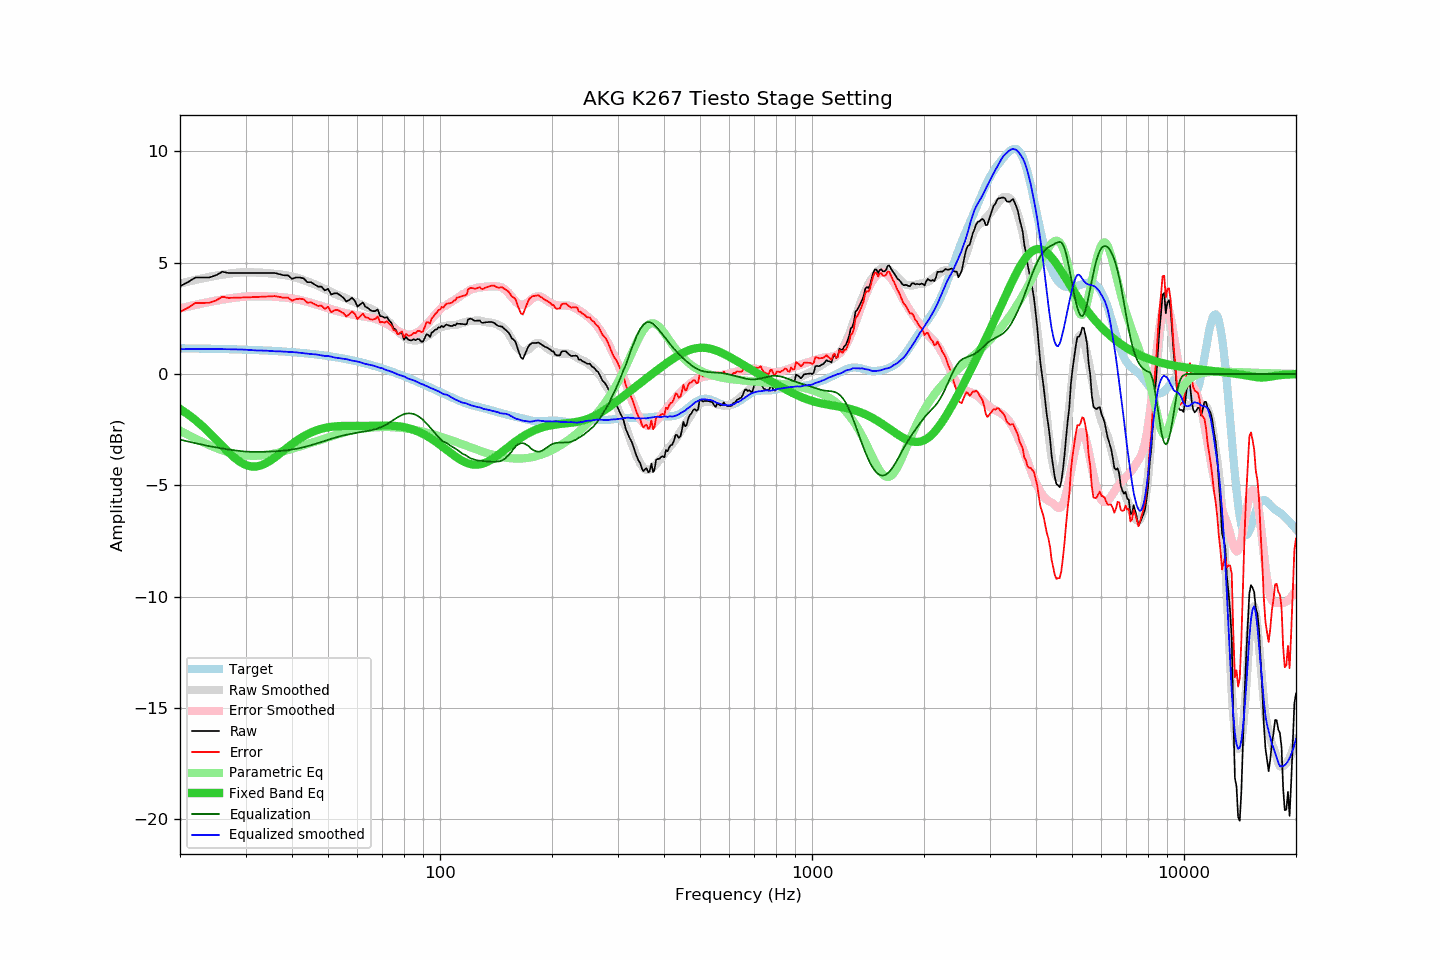 AKG K267 Tiesto Stage Setting
10
5
0
−5
−10
−15
−20
Amplitude (dBr)
Target
Raw Smoothed
Error Smoothed
Raw
Error
Parametric Eq
Fixed Band Eq
Equalization
Equalized smoothed
100 1000 10000
Frequency (Hz)